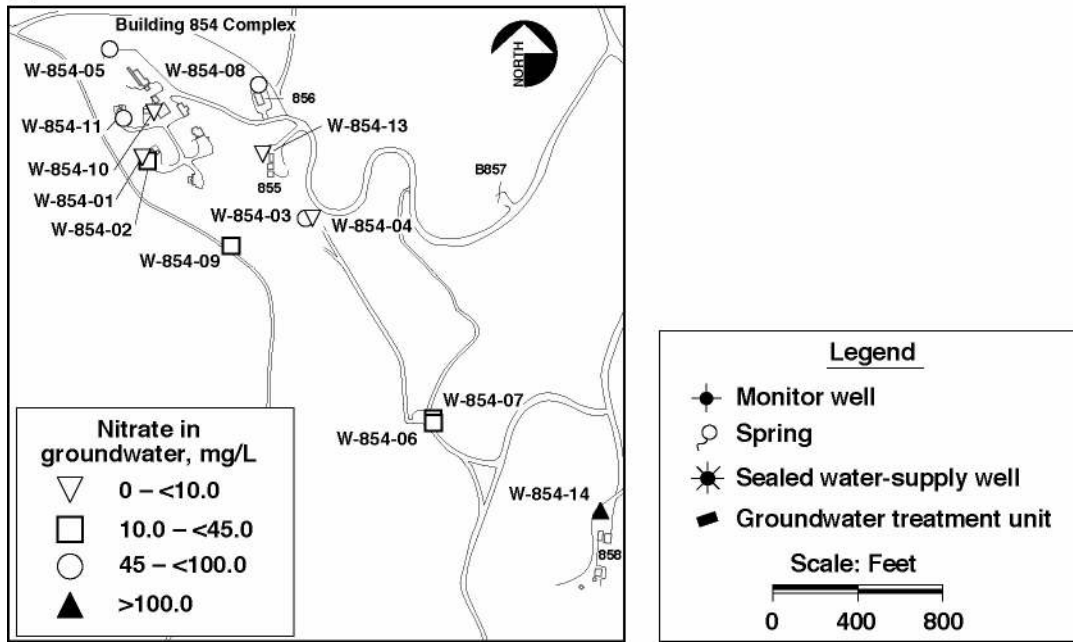 Building 854 Complex
W-854-05
W-854-08
NORTH
856
W-854-11
W-854-13
W-854-10
W-854-01
855
B857
W-854-02
W-854-03
W-854-04
W-854-09
W-854-07
W-854-06
W-854-14
858
Nitrate in
groundwater, mg/L
0 – <10.0
10.0 – <45.0
45 – <100.0
>100.0
Legend
Monitor well
Spring
Sealed water-supply well
Groundwater treatment unit
Scale: Feet
0 400 800